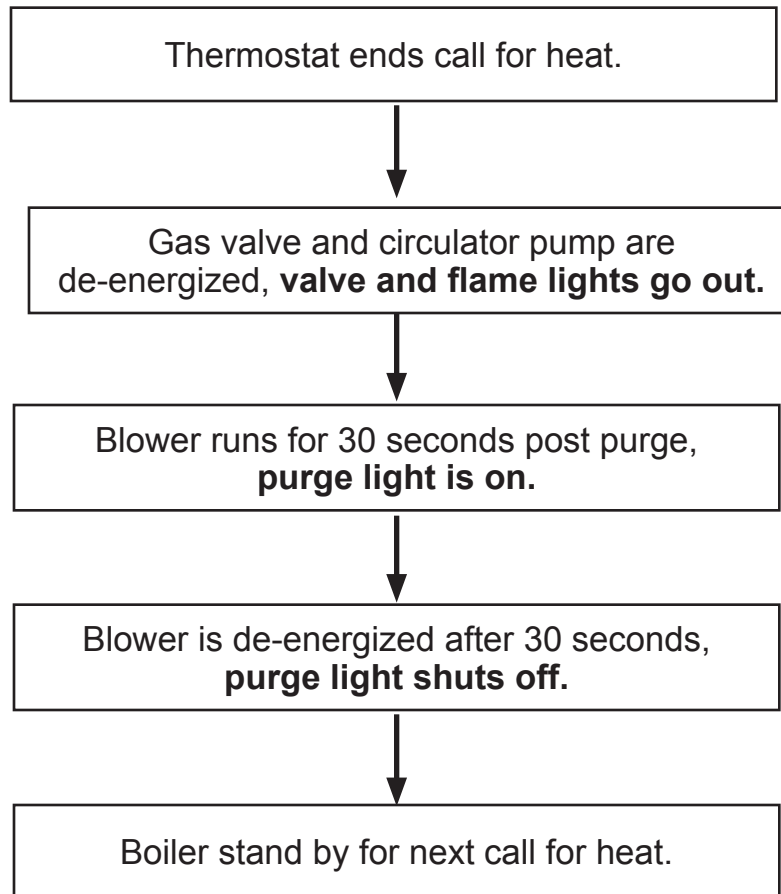 Thermostat ends call for heat.
Gas valve and circulator pump are
de-energized, valve and flame lights go out.
Blower runs for 30 seconds post purge,
purge light is on.
Blower is de-energized after 30 seconds,
purge light shuts off.
Boiler stand by for next call for heat.